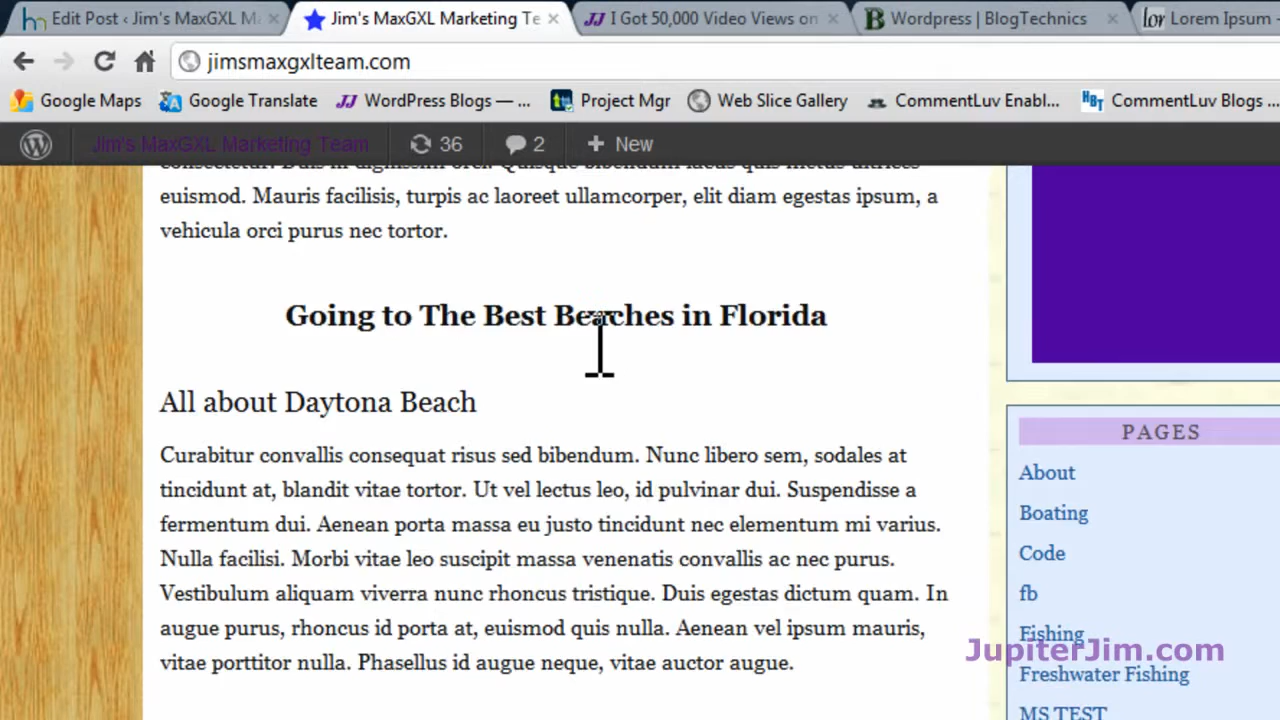 Edit Post ‹ Jim's MaxGXL M
Jim's MaxGXL Marketing Te
JJ I Got 50,000 Video Views on
B Wordpress | BlogTechnics
lor Lorem Ipsum -
jimsmaxgxlteam.com
Google Maps
Google Translate
JJ WordPress Blogs — ...
Project Mgr
Web Slice Gallery
CommentLuv Enabl...
HBT CommentLuv Blogs ...
Jim's MaxGXL Marketing Team
36
2
+ New
consectetur. Duis in dignissim orci. Quisque bibendum lacus quis metus ultrices
euismod. Mauris facilisis, turpis ac laoreet ullamcorper, elit diam egestas ipsum, a
vehicula orci purus nec tortor.
Going to The Best Beaches in Florida
All about Daytona Beach
Curabitur convallis consequat risus sed bibendum. Nunc libero sem, sodales at
tincidunt at, blandit vitae tortor. Ut vel lectus leo, id pulvinar dui. Suspendisse a
fermentum dui. Aenean porta massa eu justo tincidunt nec elementum mi varius.
Nulla facilisi. Morbi vitae leo suscipit massa venenatis convallis ac nec purus.
Vestibulum aliquam viverra nunc rhoncus tristique. Duis egestas dictum quam. In
augue purus, rhoncus id porta at, euismod quis nulla. Aenean vel ipsum mauris,
vitae porttitor nulla. Phasellus id augue neque, vitae auctor augue.
PAGES
About
Boating
Code
fb
Fishing
Freshwater Fishing
MS TEST
JupiterJim.com